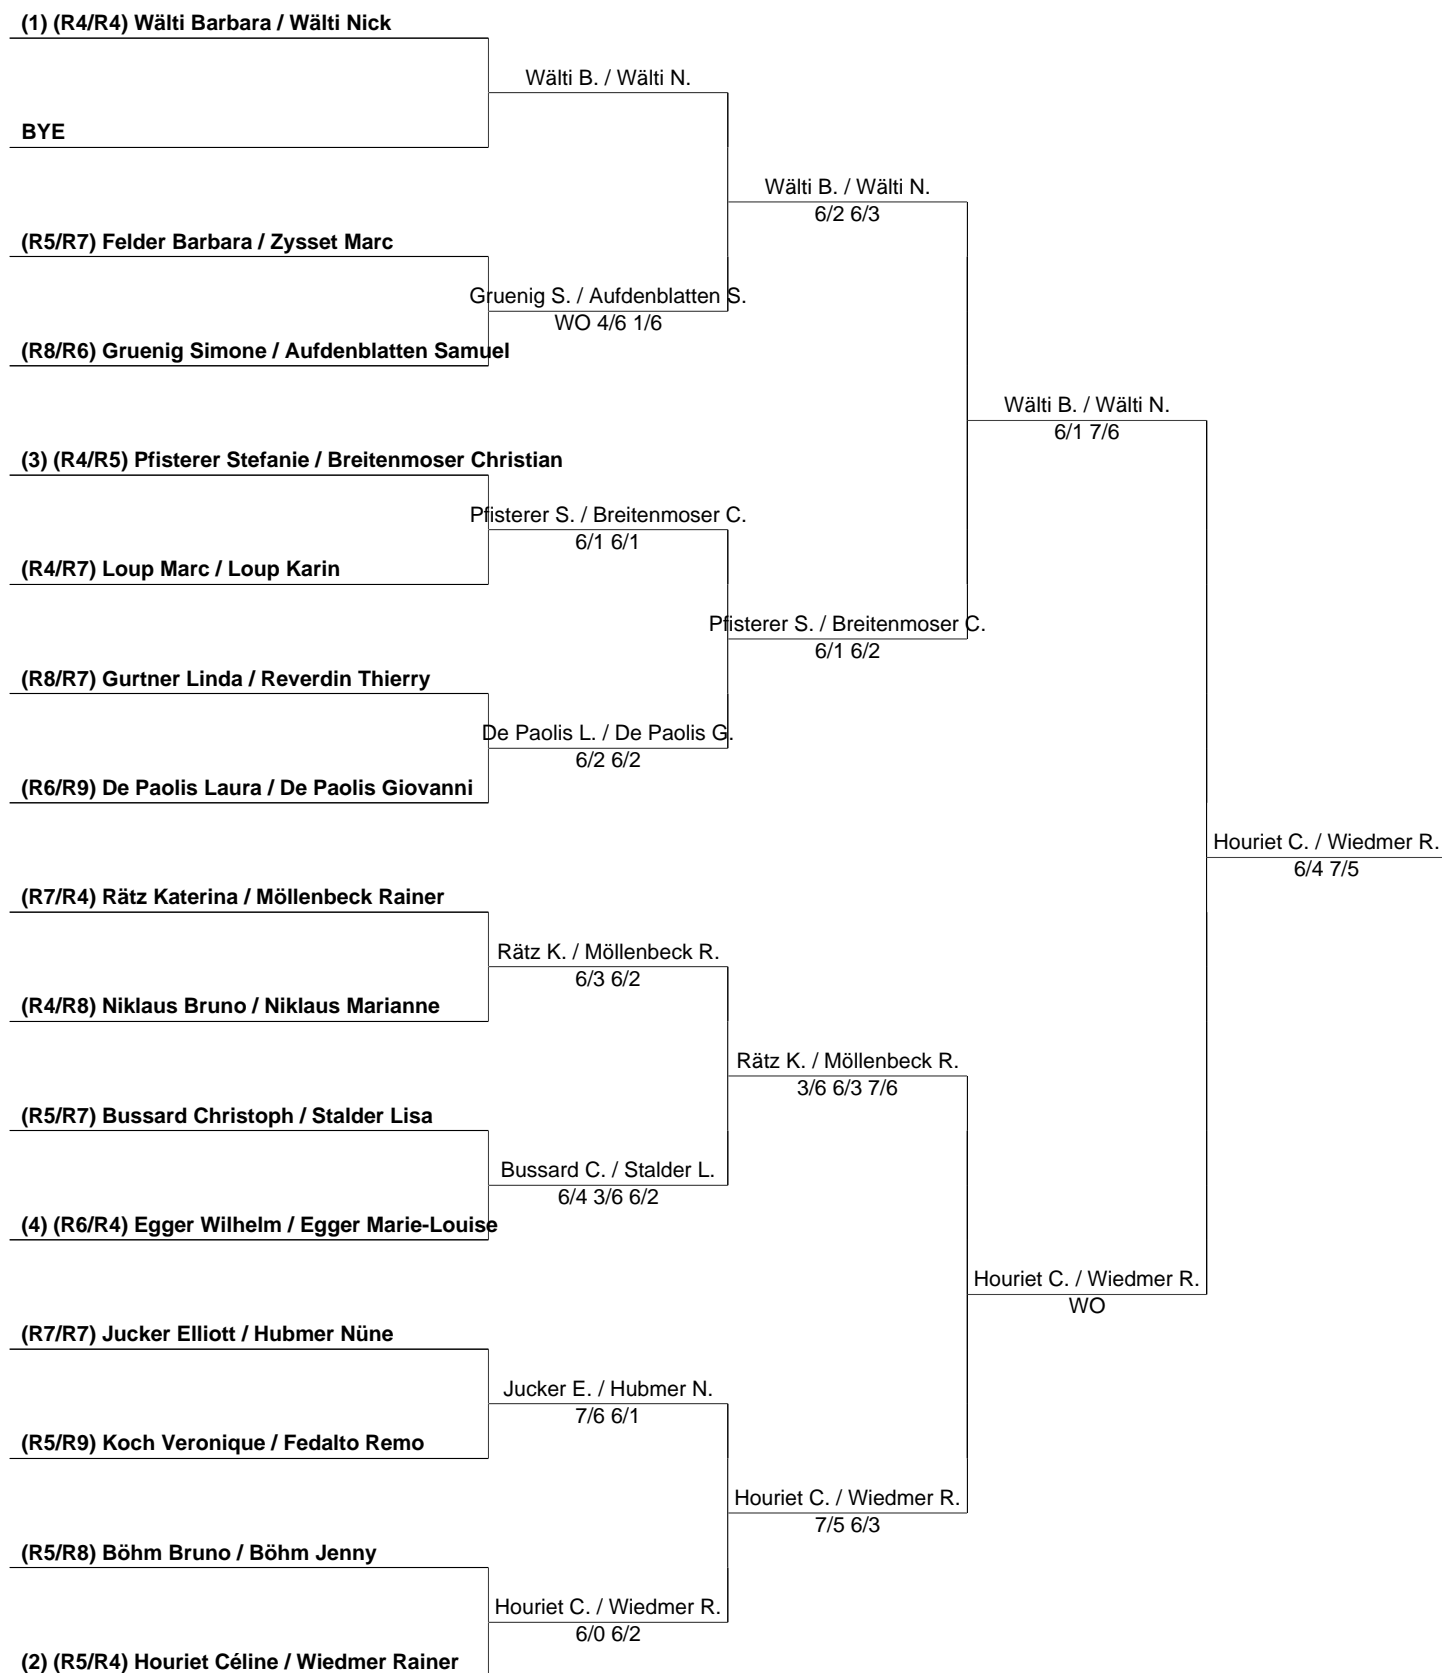 (1) (R4/R4) Wälti Barbara / Wälti Nick
Wälti B. / Wälti N.
BYE
Wälti B. / Wälti N.
6/2 6/3
(R5/R7) Felder Barbara / Zysset Marc
Gruenig S. / Aufdenblatten S.
WO 4/6 1/6
(R8/R6) Gruenig Simone / Aufdenblatten Samuel
Wälti B. / Wälti N.
6/1 7/6
(3) (R4/R5) Pfisterer Stefanie / Breitenmoser Christian
Pfisterer S. / Breitenmoser C.
6/1 6/1
(R4/R7) Loup Marc / Loup Karin
Pfisterer S. / Breitenmoser C.
6/1 6/2
(R8/R7) Gurtner Linda / Reverdin Thierry
De Paolis L. / De Paolis G.
6/2 6/2
(R6/R9) De Paolis Laura / De Paolis Giovanni
Houriet C. / Wiedmer R.
6/4 7/5
(R7/R4) Rätz Katerina / Möllenbeck Rainer
Rätz K. / Möllenbeck R.
6/3 6/2
(R4/R8) Niklaus Bruno / Niklaus Marianne
Rätz K. / Möllenbeck R.
3/6 6/3 7/6
(R5/R7) Bussard Christoph / Stalder Lisa
Bussard C. / Stalder L.
6/4 3/6 6/2
(4) (R6/R4) Egger Wilhelm / Egger Marie-Louise
Houriet C. / Wiedmer R.
WO
(R7/R7) Jucker Elliott / Hubmer Nüne
Jucker E. / Hubmer N.
7/6 6/1
(R5/R9) Koch Veronique / Fedalto Remo
Houriet C. / Wiedmer R.
7/5 6/3
(R5/R8) Böhm Bruno / Böhm Jenny
Houriet C. / Wiedmer R.
6/0 6/2
(2) (R5/R4) Houriet Céline / Wiedmer Rainer